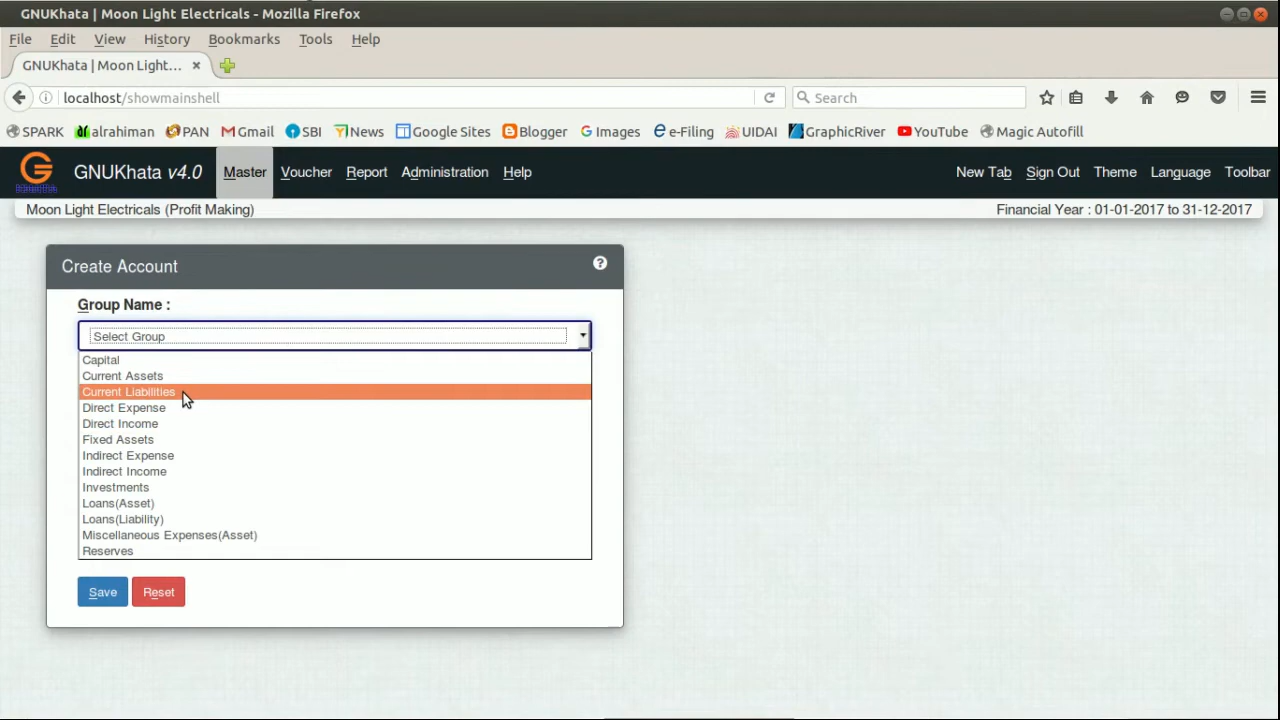 GNUKhata | Moon Light Electricals - Mozilla Firefox
File Edit View History Bookmarks Tools Help
GNUKhata | Moon Light...
localhost/showmainshell
Search
SPARK alrahiman PAN Gmail SBI News Google Sites Blogger Images e-Filing UIDAI GraphicRiver YouTube Magic Autofill
GNUKhata v4.0 Master Voucher Report Administration Help New Tab Sign Out Theme Language Toolbar
Moon Light Electricals (Profit Making) Financial Year : 01-01-2017 to 31-12-2017
Create Account
Group Name :
Select Group
Capital
Current Assets
Current Liabilities
Direct Expense
Direct Income
Fixed Assets
Indirect Expense
Indirect Income
Investments
Loans(Asset)
Loans(Liability)
Miscellaneous Expenses(Asset)
Reserves
Save Reset